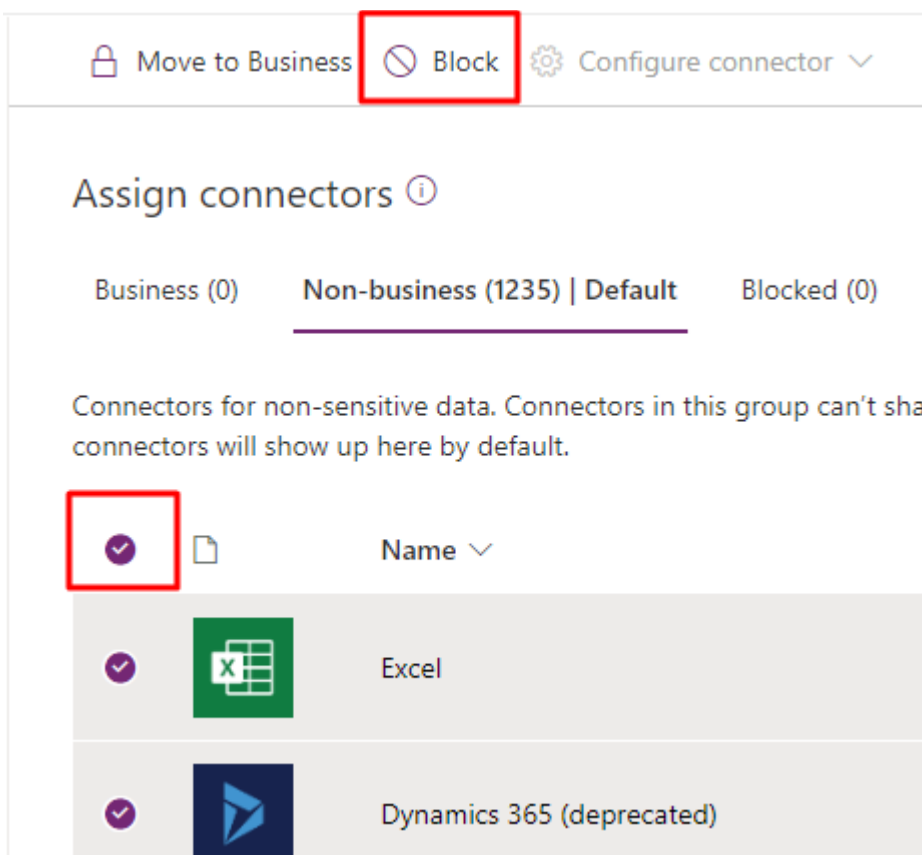 Move to Business Block Configure connector
Assign connectors
Business (0) Non-business (1235) | Default Blocked (0)
Connectors for non-sensitive data. Connectors in this group can't sha
connectors will show up here by default.
Name
X
Excel
Dynamics 365 (deprecated)